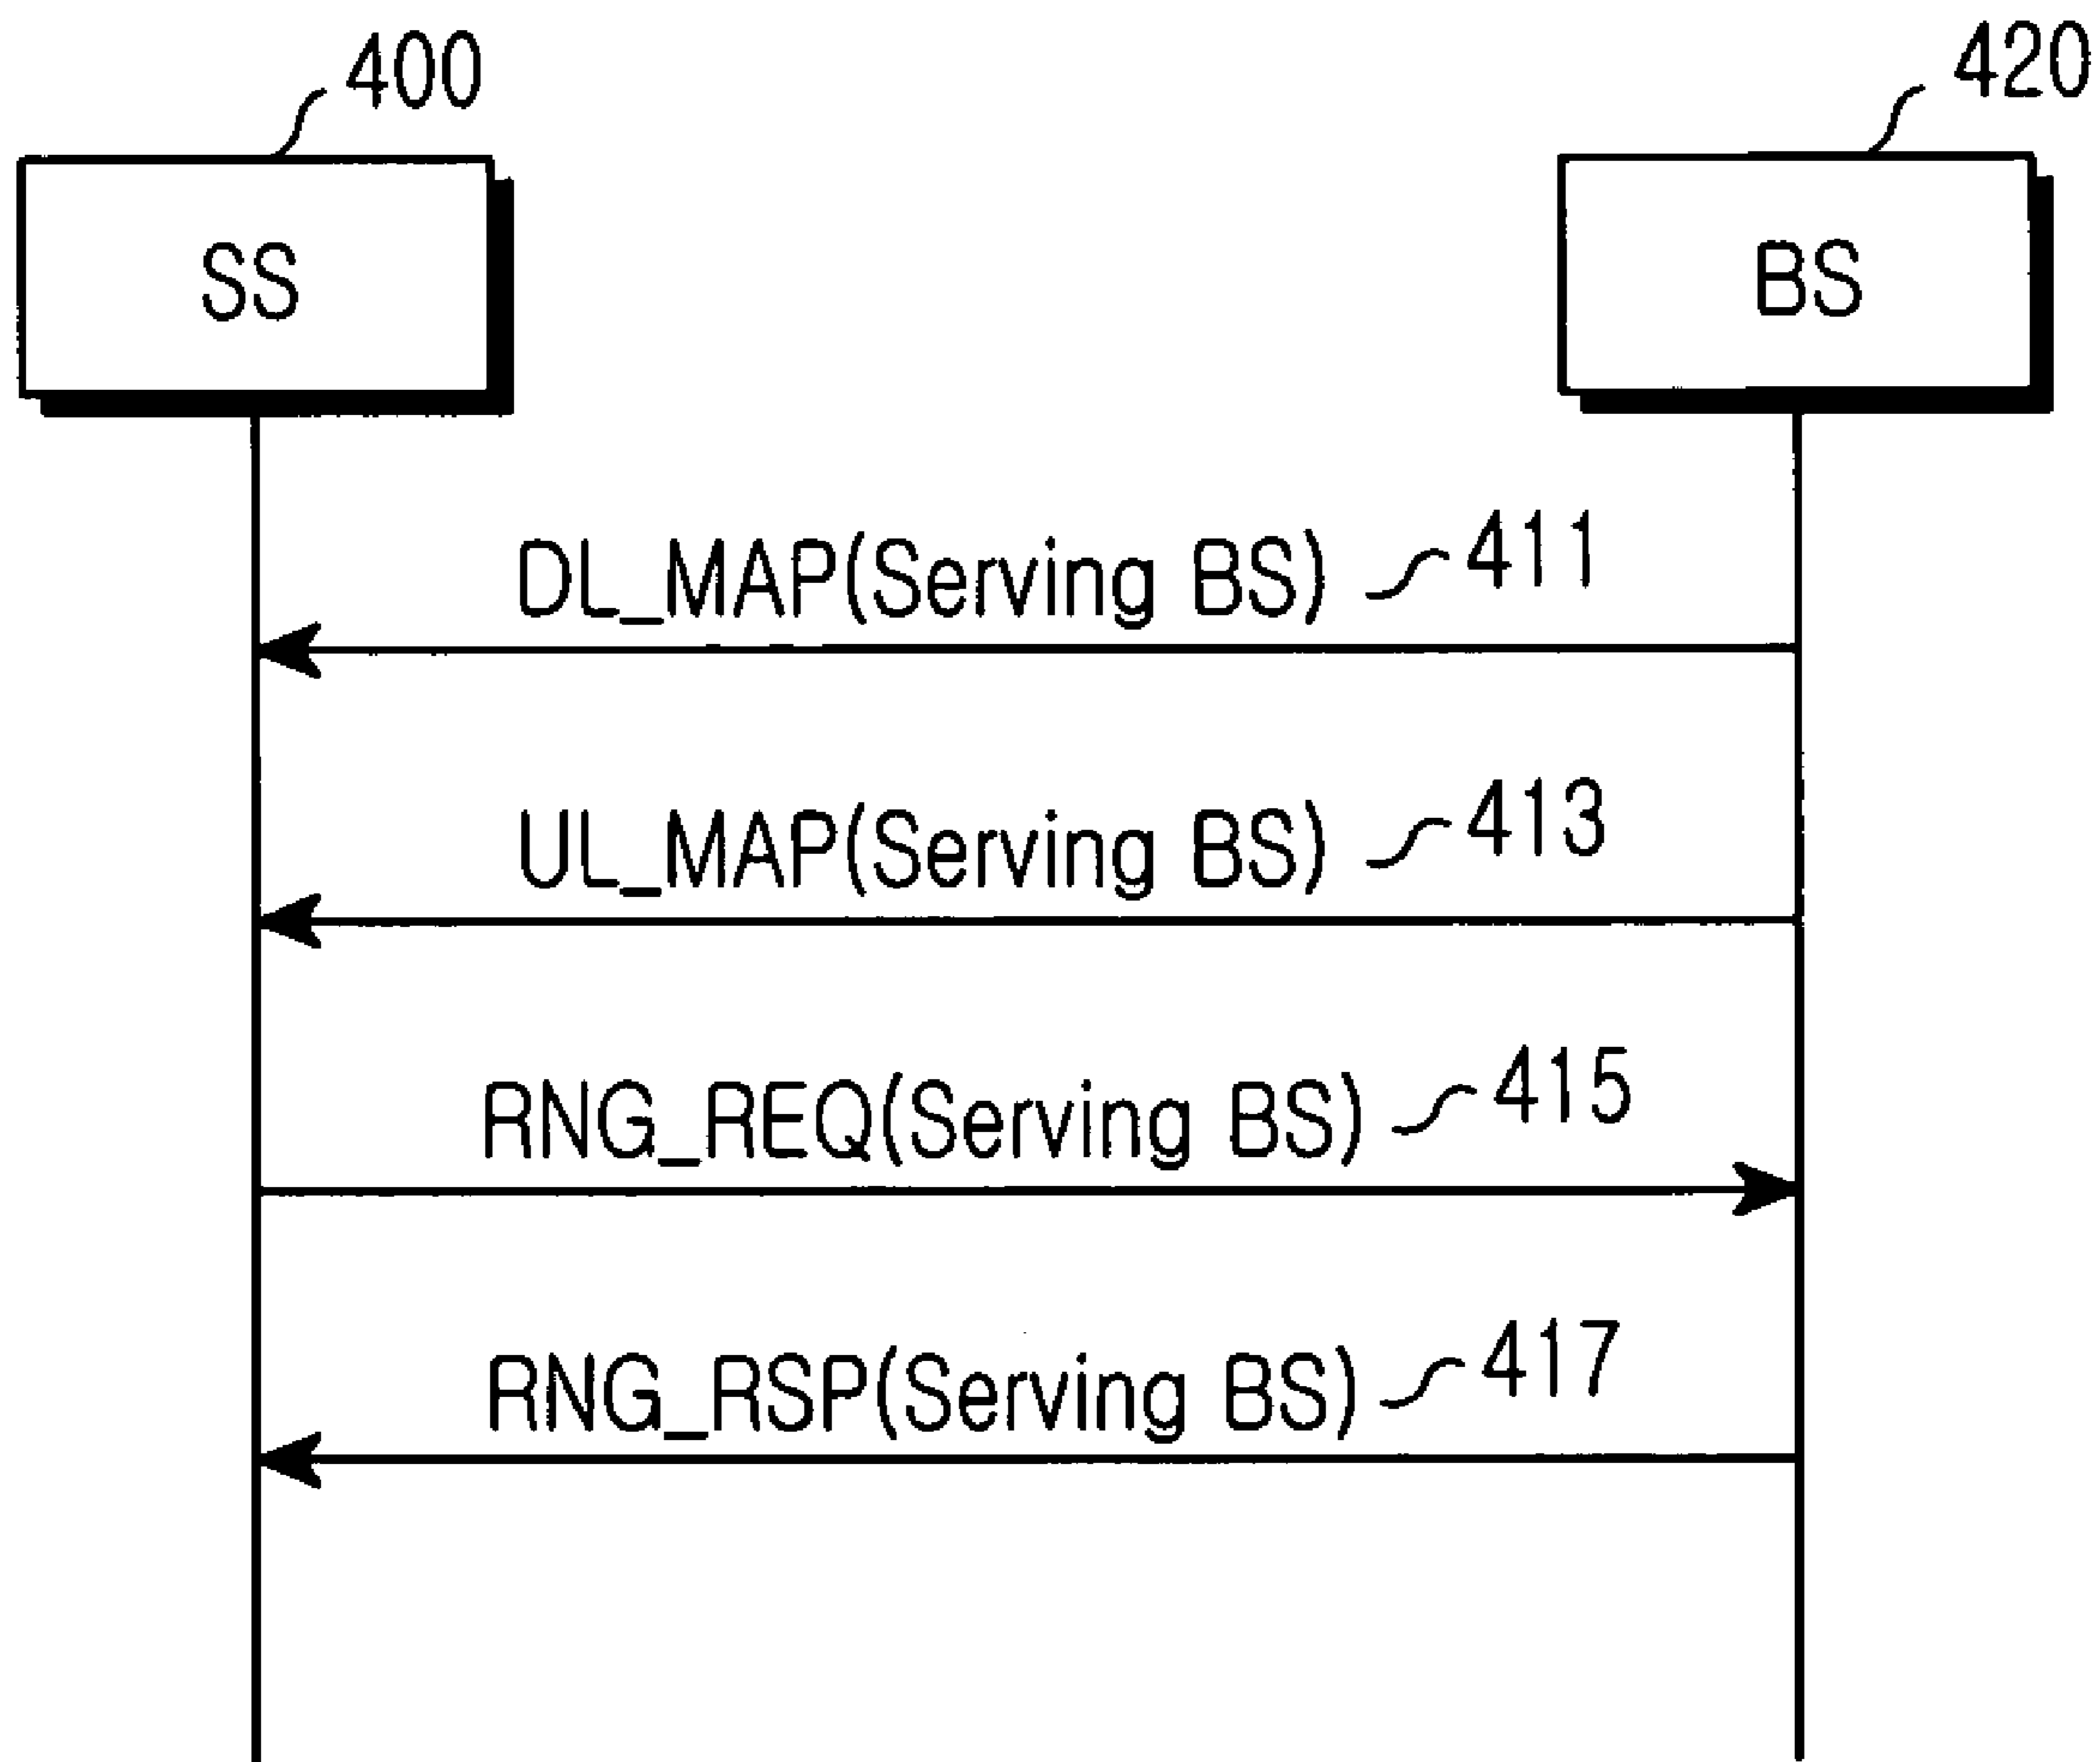 400
420
SS
BS
DL_MAP(Serving BS) 411
UL_MAP(Serving BS) 413
RNG_REQ(Serving BS) 415
RNG_RSP(Serving BS) 417